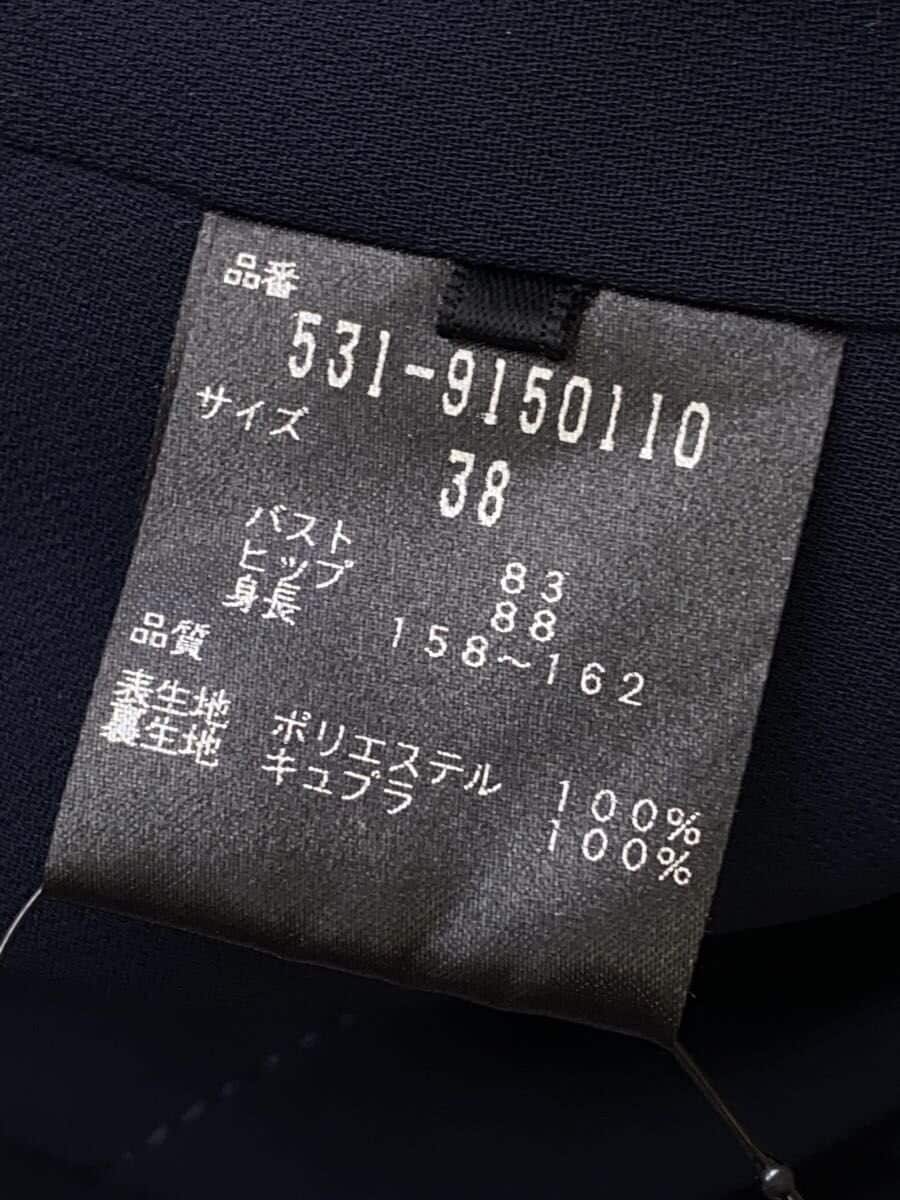 品番
531-9150110
サイズ
38
バスト 83
ヒップ 88
身長 158～162
品質
表生地 ポリエステル 100%
裏生地 キュプラ 100%